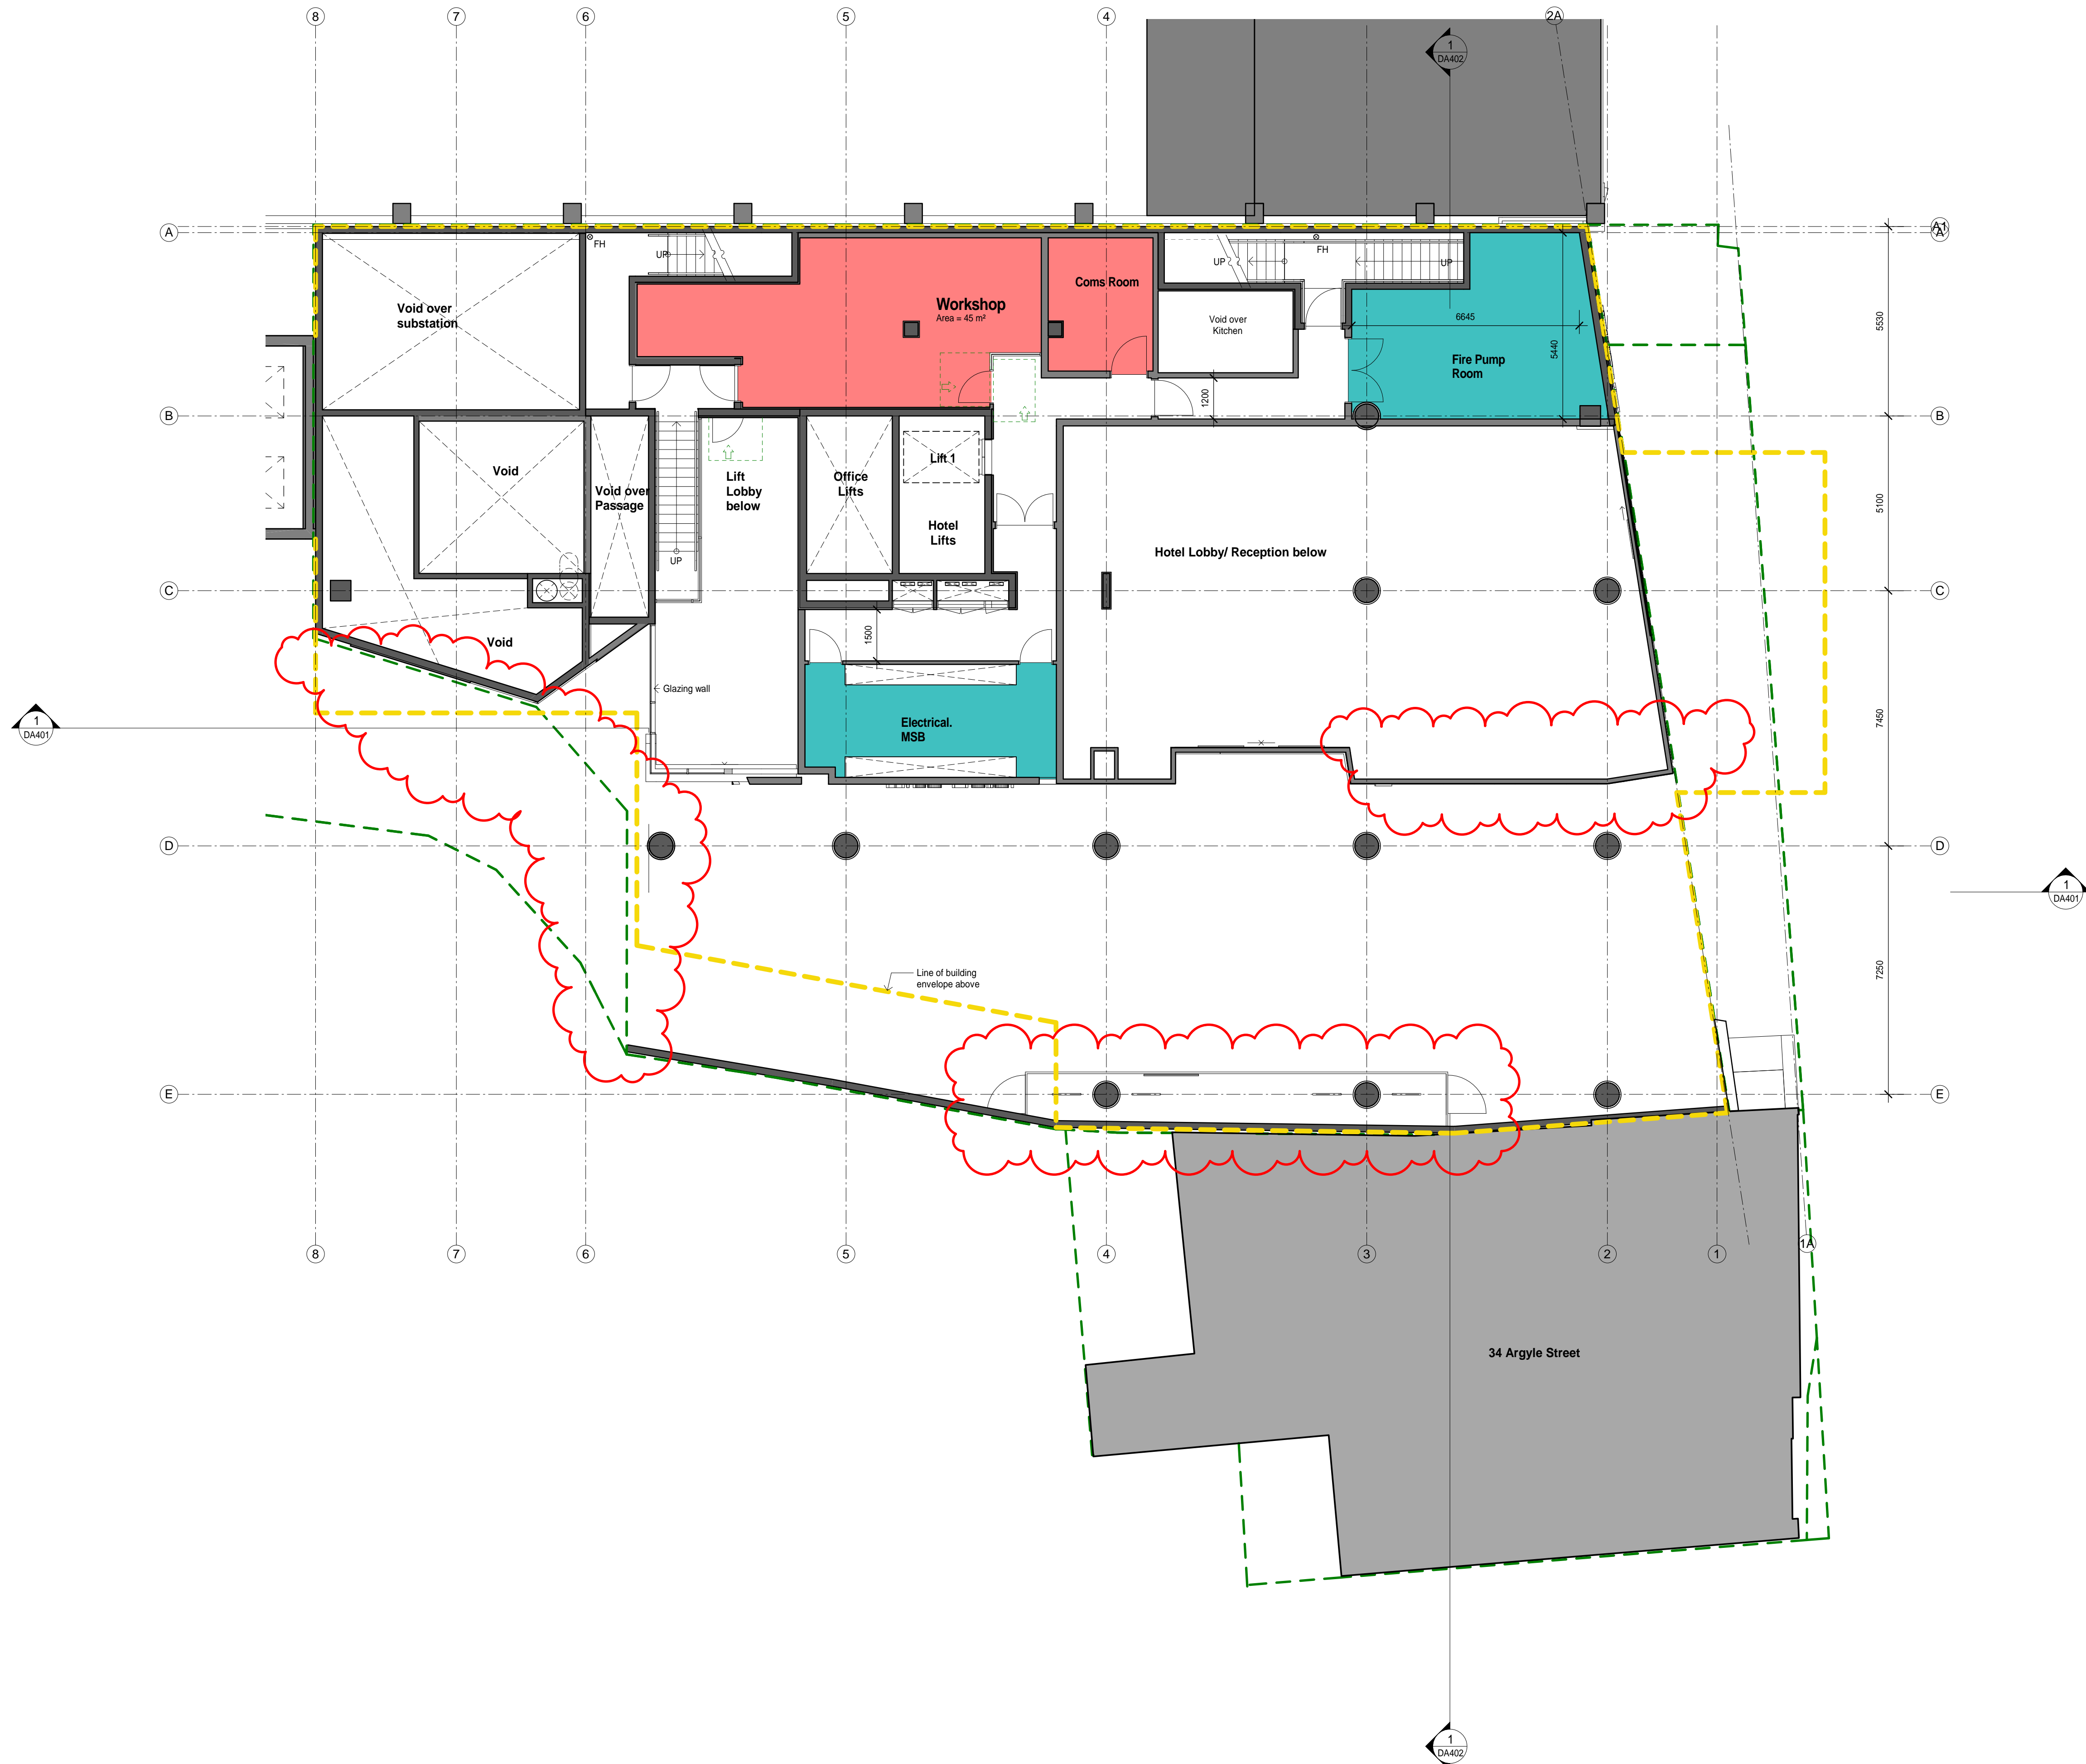 8
7
6
5
4
2A
1
DA402
A
A1
A
FH
UP
Void over
substation
Workshop
Area = 45 m²
Coms Room
UP
FH
UP
Void over
Kitchen
6645
5440
5530
Fire Pump
Room
1200
B
B
Void
Void over
Passage
UP
Lift
Lobby
below
Office
Lifts
Lift 1
Hotel
Lifts
Hotel Lobby/ Reception below
5100
C
C
Void
1500
Glazing wall
Electrical.
MSB
7450
1
DA401
D
D
1
DA401
Line of building
envelope above
7250
E
E
8
7
6
5
4
3
2
1
1A
34 Argyle Street
1
DA402